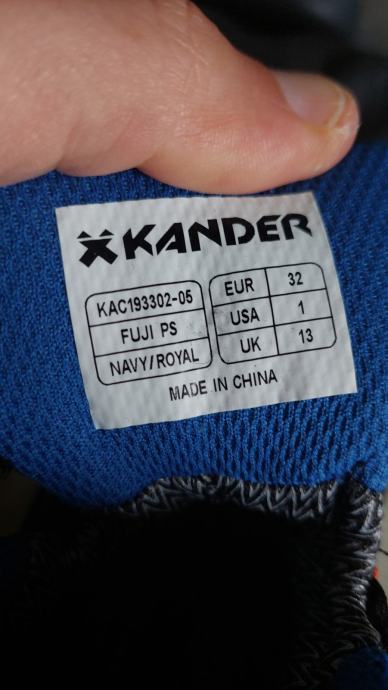 KANDER
KAC193302-05
FUJI PS
NAVY/ROYAL
EUR 32
USA 1
UK 13
MADE IN CHINA